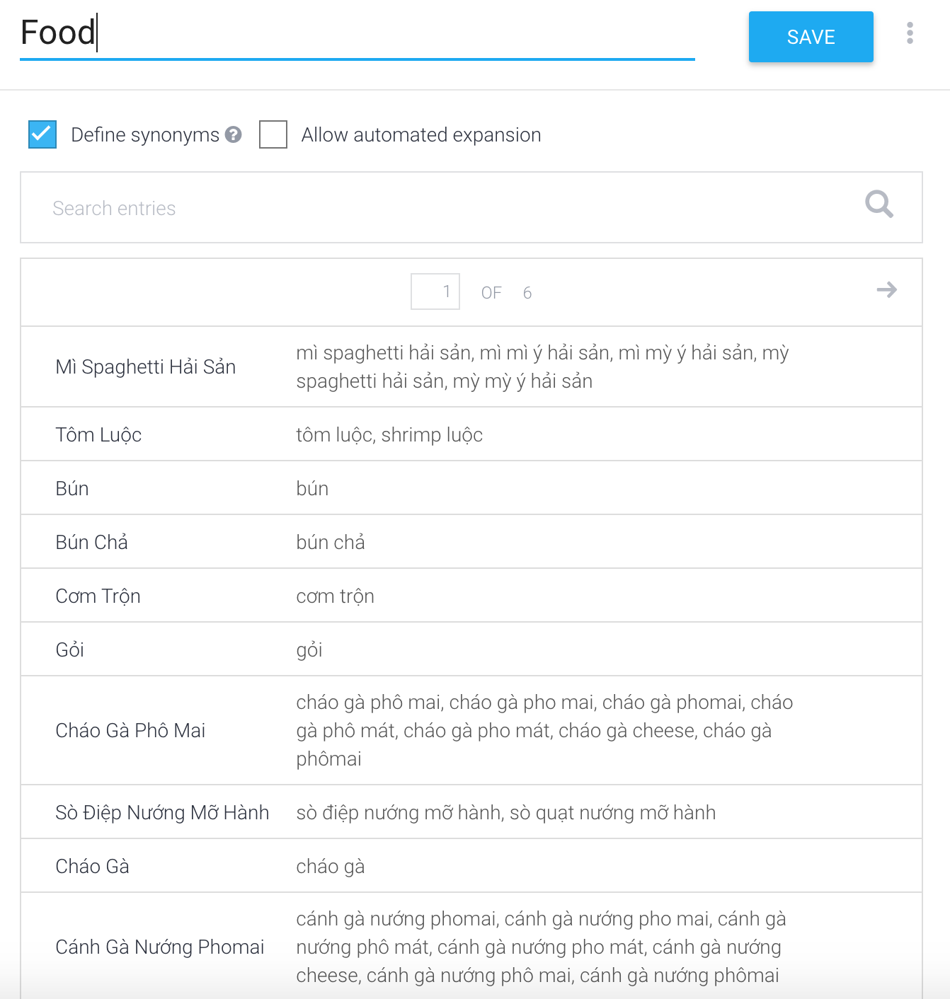 Food
SAVE
Define synonyms ?
Allow automated expansion
Search entries
1 OF 6
Mì Spaghetti Hải Sản
mì spaghetti hải sản, mì mì ý hải sản, mì mỳ ý hải sản, mỳ
spaghetti hải sản, mỳ mỳ ý hải sản
Tôm Luộc
tôm luộc, shrimp luộc
Bún
bún
Bún Chả
bún chả
Cơm Trộn
cơm trộn
Gỏi
gỏi
Cháo Gà Phô Mai
cháo gà phô mai, cháo gà pho mai, cháo gà phomai, cháo
gà phô mát, cháo gà pho mát, cháo gà cheese, cháo gà
phômai
Sò Điệp Nướng Mỡ Hành
sò điệp nướng mỡ hành, sò quạt nướng mỡ hành
Cháo Gà
cháo gà
Cánh Gà Nướng Phomai
cánh gà nướng phomai, cánh gà nướng pho mai, cánh gà
nướng phô mát, cánh gà nướng pho mát, cánh gà nướng
cheese, cánh gà nướng phô mai, cánh gà nướng phômai